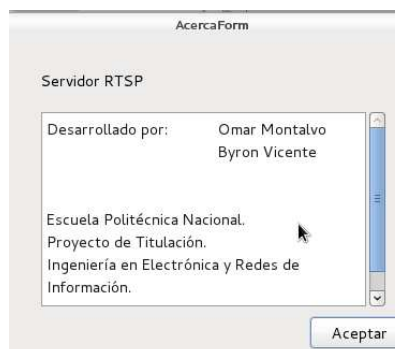 AcercaForm
Servidor RTSP
Desarrollado por: Omar Montalvo
Byron Vicente
Escuela Politécnica Nacional.
Proyecto de Titulación.
Ingeniería en Electrónica y Redes de
Información.
Aceptar